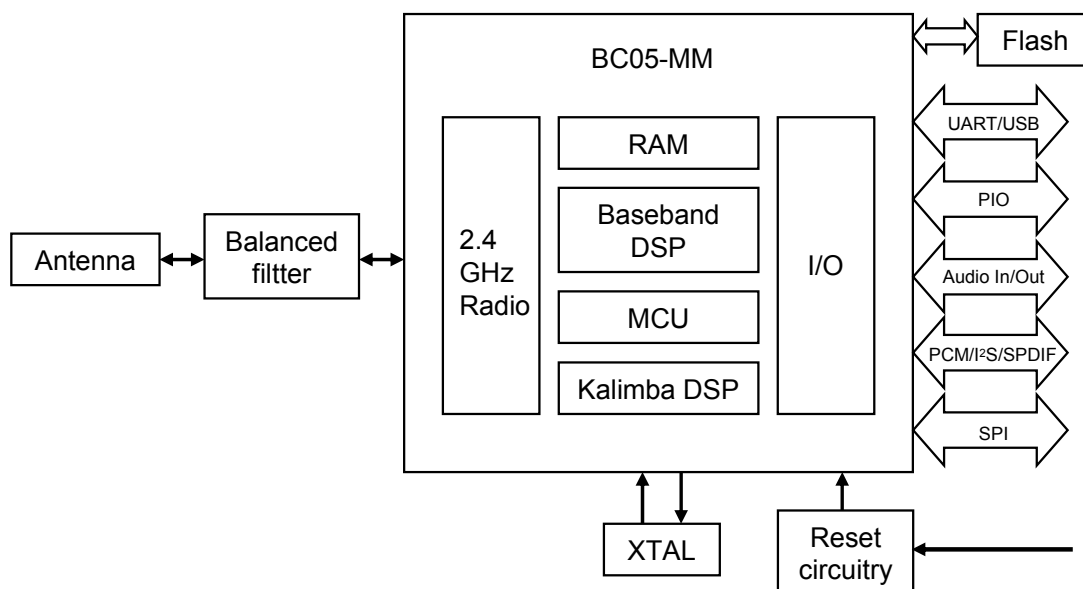 BC05-MM
Flash
UART/USB
RAM
PIO
Baseband
DSP
2.4
GHz
Radio
I/O
Antenna
Balanced
filtter
Audio In/Out
MCU
PCM/I²S/SPDIF
Kalimba DSP
SPI
XTAL
Reset
circuitry